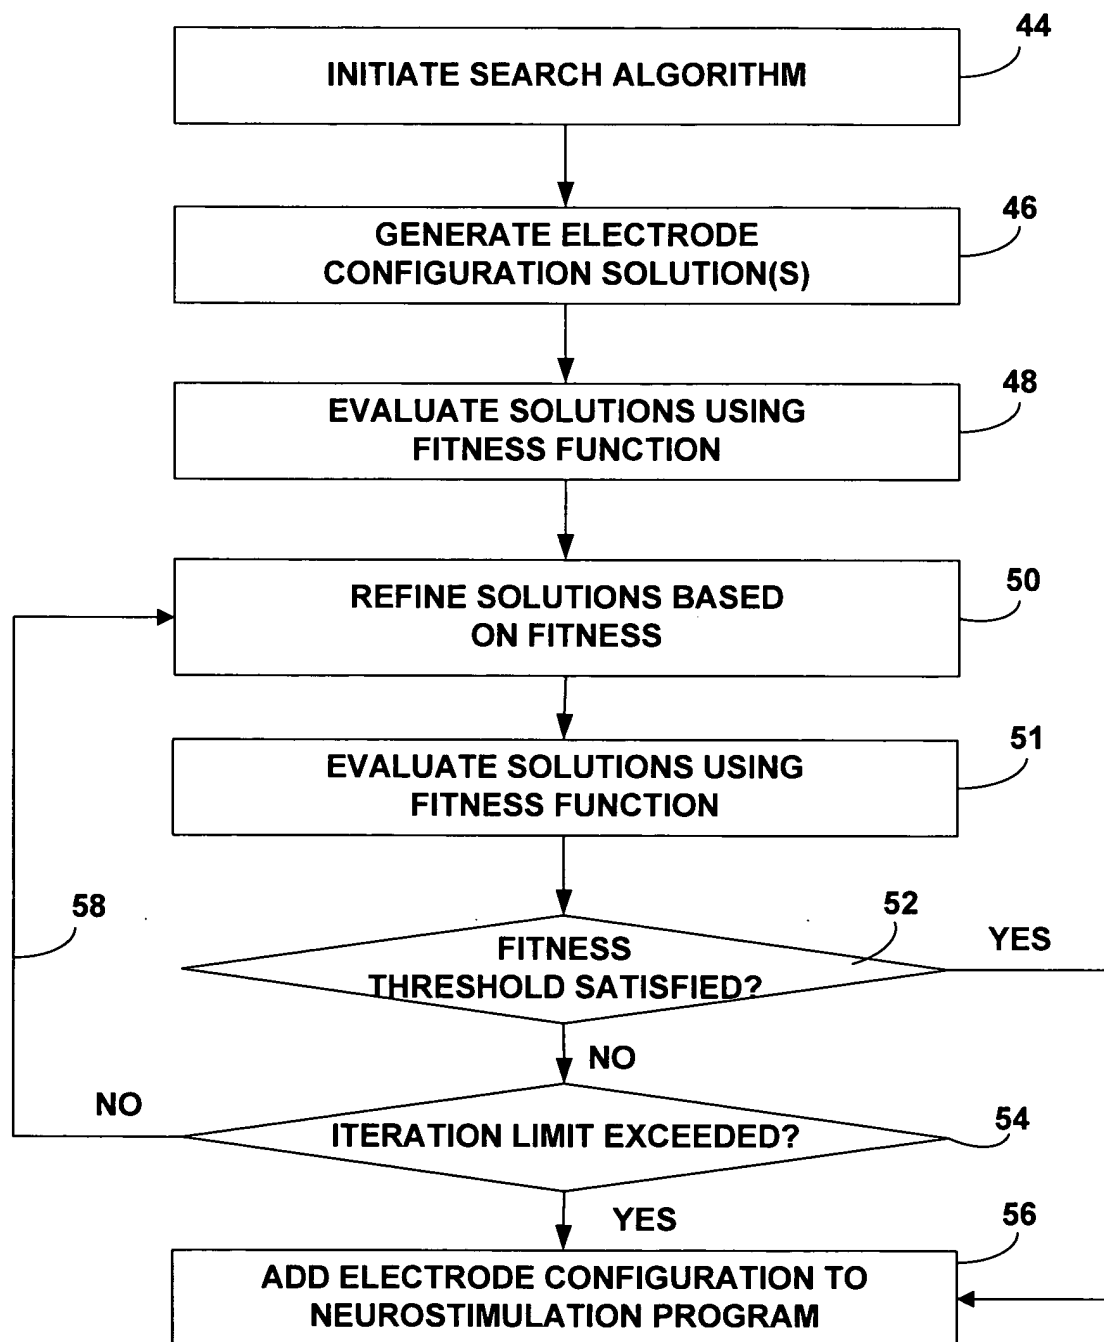 44
INITIATE SEARCH ALGORITHM
46
GENERATE ELECTRODE
CONFIGURATION SOLUTION(S)
48
EVALUATE SOLUTIONS USING
FITNESS FUNCTION
50
REFINE SOLUTIONS BASED
ON FITNESS
51
EVALUATE SOLUTIONS USING
FITNESS FUNCTION
58
52
YES
FITNESS
THRESHOLD SATISFIED?
NO
NO
ITERATION LIMIT EXCEEDED?
54
YES
56
ADD ELECTRODE CONFIGURATION TO
NEUROSTIMULATION PROGRAM